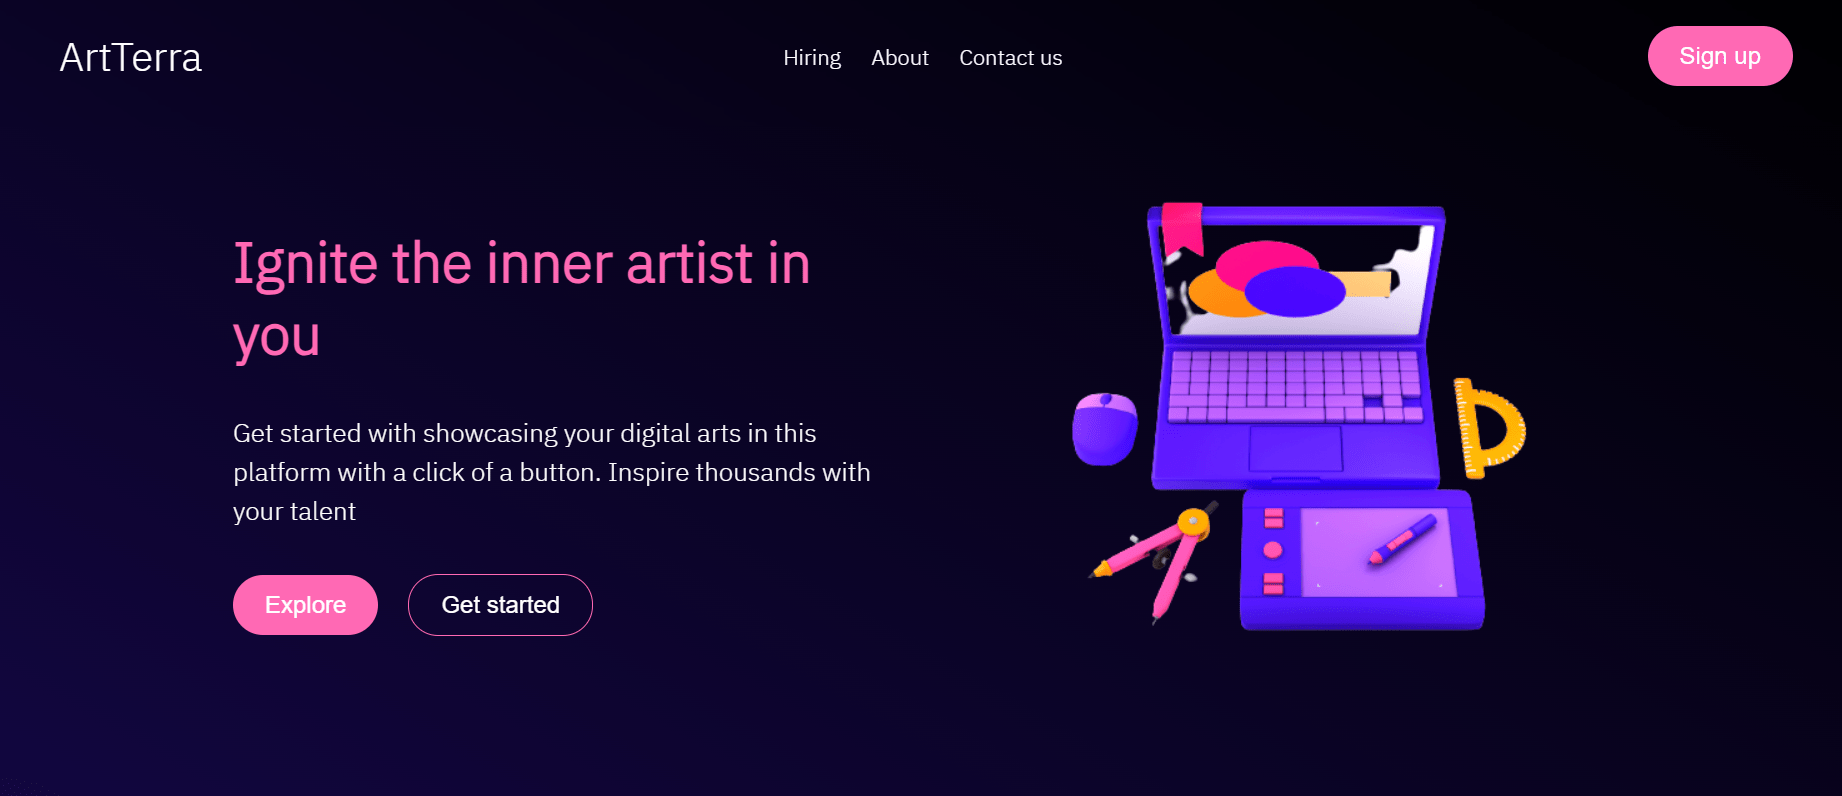 ArtTerra
Hiring About Contact us
Sign up
Ignite the inner artist in
you
Get started with showcasing your digital arts in this
platform with a click of a button. Inspire thousands with
your talent
Explore
Get started